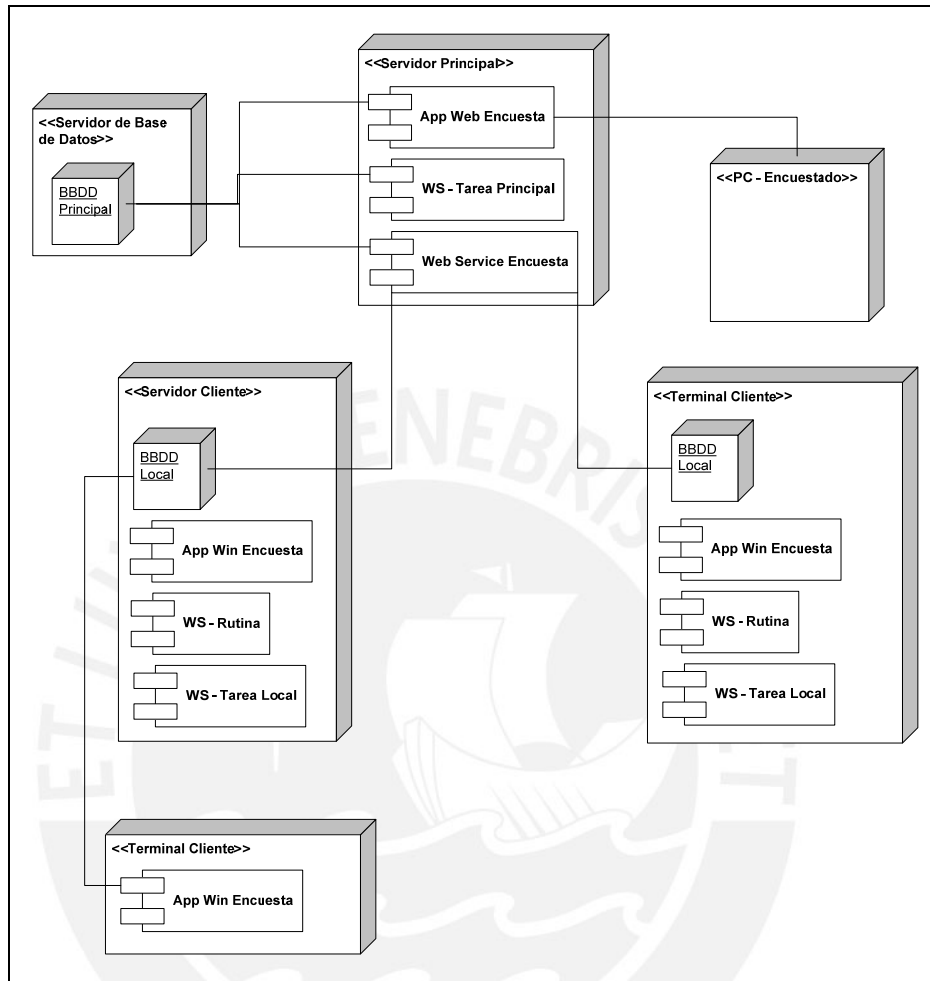 <<Servidor Principal>>
App Web Encuesta
WS - Tarea Principal
Web Service Encuesta
<<Servidor de Base
de Datos>>
BBDD
Principal
<<PC - Encuestado>>
<<Servidor Cliente>>
BBDD
Local
App Win Encuesta
WS - Rutina
WS - Tarea Local
<<Terminal Cliente>>
BBDD
Local
App Win Encuesta
WS - Rutina
WS - Tarea Local
<<Terminal Cliente>>
App Win Encuesta